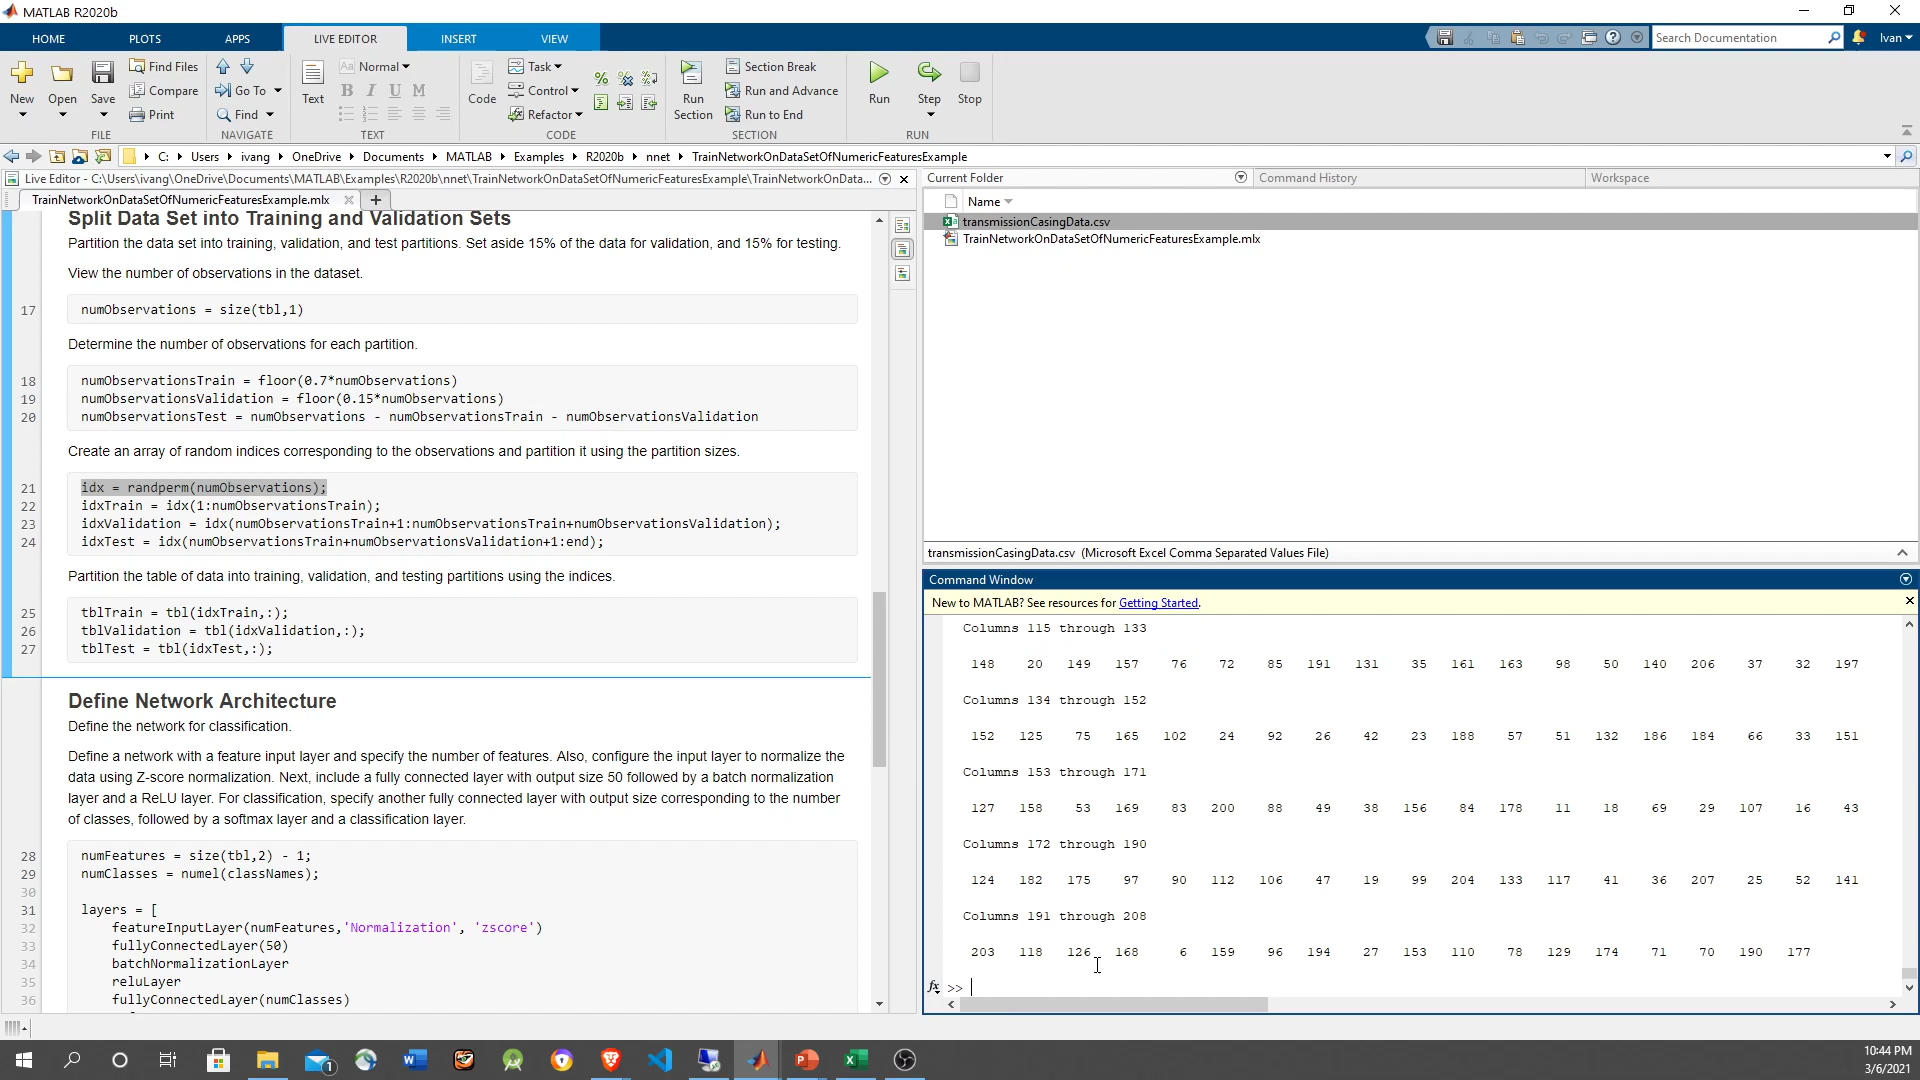 MATLAB R2020b
HOME PLOTS APPS LIVE EDITOR INSERT VIEW
Search Documentation Ivan
New Open Save Find Files Compare Print
FILE
Go To Find
NAVIGATE
Text Aa Normal B I U M
TEXT
Code Task Control Refactor
CODE
Run Section Section Break Run and Advance Run to End
SECTION
Run Step Stop
RUN
C: Users ivang OneDrive Documents MATLAB Examples R2020b nnet TrainNetworkOnDataSetOfNumericFeaturesExample
Live Editor - C:\Users\ivang\OneDrive\Documents\MATLAB\Examples\R2020b\nnet\TrainNetworkOnDataSetOfNumericFeaturesExample\TrainNetworkOnData...
TrainNetworkOnDataSetOfNumericFeaturesExample.mlx
Split Data Set into Training and Validation Sets
Partition the data set into training, validation, and test partitions. Set aside 15% of the data for validation, and 15% for testing.
View the number of observations in the dataset.
17 numObservations = size(tbl,1)
Determine the number of observations for each partition.
18 numObservationsTrain = floor(0.7*numObservations)
19 numObservationsValidation = floor(0.15*numObservations)
20 numObservationsTest = numObservations - numObservationsTrain - numObservationsValidation
Create an array of random indices corresponding to the observations and partition it using the partition sizes.
21 idx = randperm(numObservations);
22 idxTrain = idx(1:numObservationsTrain);
23 idxValidation = idx(numObservationsTrain+1:numObservationsTrain+numObservationsValidation);
24 idxTest = idx(numObservationsTrain+numObservationsValidation+1:end);
Partition the table of data into training, validation, and testing partitions using the indices.
25 tblTrain = tbl(idxTrain,:);
26 tblValidation = tbl(idxValidation,:);
27 tblTest = tbl(idxTest,:);
Define Network Architecture
Define the network for classification.
Define a network with a feature input layer and specify the number of features. Also, configure the input layer to normalize the
data using Z-score normalization. Next, include a fully connected layer with output size 50 followed by a batch normalization
layer and a ReLU layer. For classification, specify another fully connected layer with output size corresponding to the number
of classes, followed by a softmax layer and a classification layer.
28 numFeatures = size(tbl,2) - 1;
29 numClasses = numel(classNames);
30
31 layers = [
32 featureInputLayer(numFeatures,'Normalization', 'zscore')
33 fullyConnectedLayer(50)
34 batchNormalizationLayer
35 reluLayer
36 fullyConnectedLayer(numClasses)
Current Folder Command History Workspace
Name
transmissionCasingData.csv
TrainNetworkOnDataSetOfNumericFeaturesExample.mlx
transmissionCasingData.csv (Microsoft Excel Comma Separated Values File)
Command Window
New to MATLAB? See resources for Getting Started.
Columns 115 through 133
148 20 149 157 76 72 85 191 131 35 161 163 98 50 140 206 37 32 197
Columns 134 through 152
152 125 75 165 102 24 92 26 42 23 188 57 51 132 186 184 66 33 151
Columns 153 through 171
127 158 53 169 83 200 88 49 38 156 84 178 11 18 69 29 107 16 43
Columns 172 through 190
124 182 175 97 90 112 106 47 19 99 204 133 117 41 36 207 25 52 141
Columns 191 through 208
203 118 126 168 6 159 96 194 27 153 110 78 129 174 71 70 190 177
fx >>
10:44 PM
3/6/2021